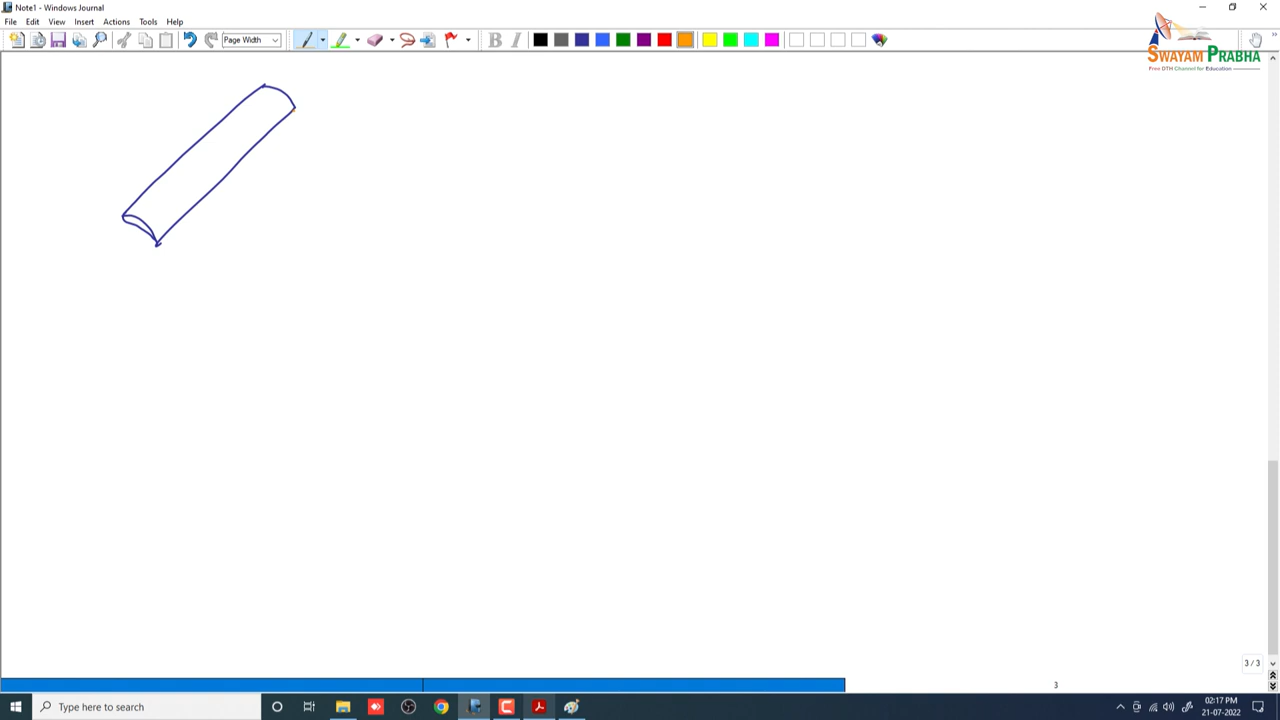 Note1 - Windows Journal
File Edit View Insert Actions Tools Help
Page Width
B I
SWAYAM PRABHA
Free DTH Channel for Education
3 / 3
3
Type here to search
02:17 PM
21-07-2022